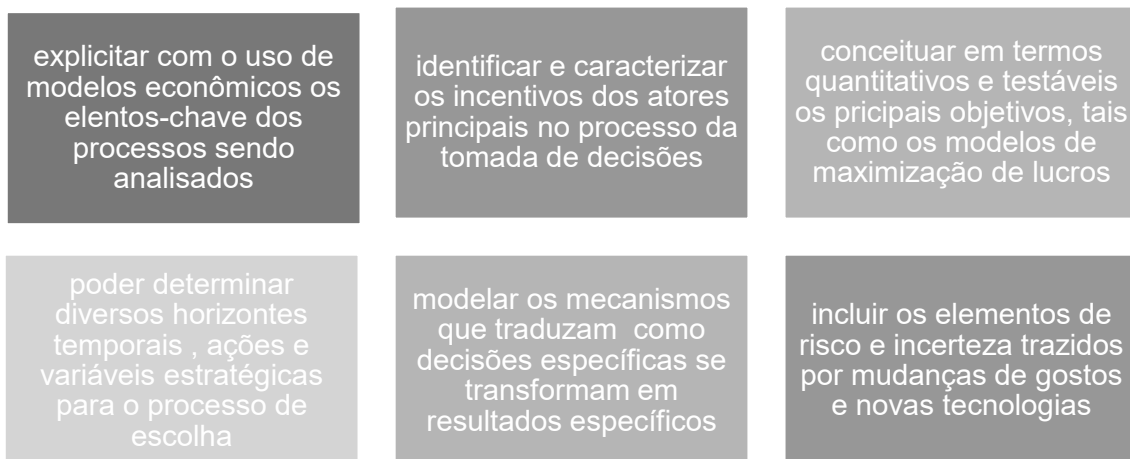 explicitar com o uso de
modelos econômicos os
elentos-chave dos
processos sendo
analisados
identificar e caracterizar
os incentivos dos atores
principais no processo da
tomada de decisões
conceituar em termos
quantitativos e testáveis
os pricipais objetivos, tais
como os modelos de
maximização de lucros
poder determinar
diversos horizontes
temporais , ações e
variáveis estratégicas
para o processo de
escolha
modelar os mecanismos
que traduzam como
decisões específicas se
transformam em
resultados específicos
incluir os elementos de
risco e incerteza trazidos
por mudanças de gostos
e novas tecnologias